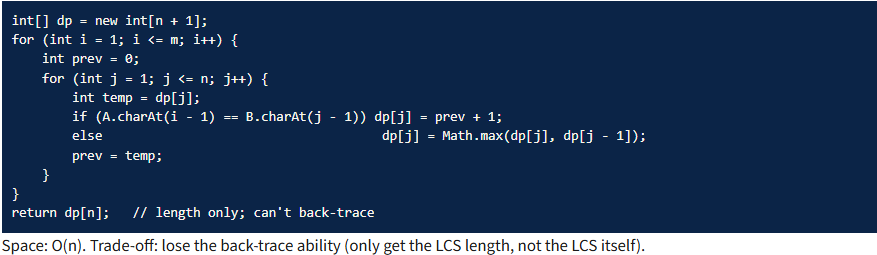 int[] dp = new int[n + 1];
for (int i = 1; i <= m; i++) {
    int prev = 0;
    for (int j = 1; j <= n; j++) {
        int temp = dp[j];
        if (A.charAt(i - 1) == B.charAt(j - 1)) dp[j] = prev + 1;
        else                                    dp[j] = Math.max(dp[j], dp[j - 1]);
        prev = temp;
    }
}
return dp[n];   // length only; can't back-trace
Space: O(n). Trade-off: lose the back-trace ability (only get the LCS length, not the LCS itself).